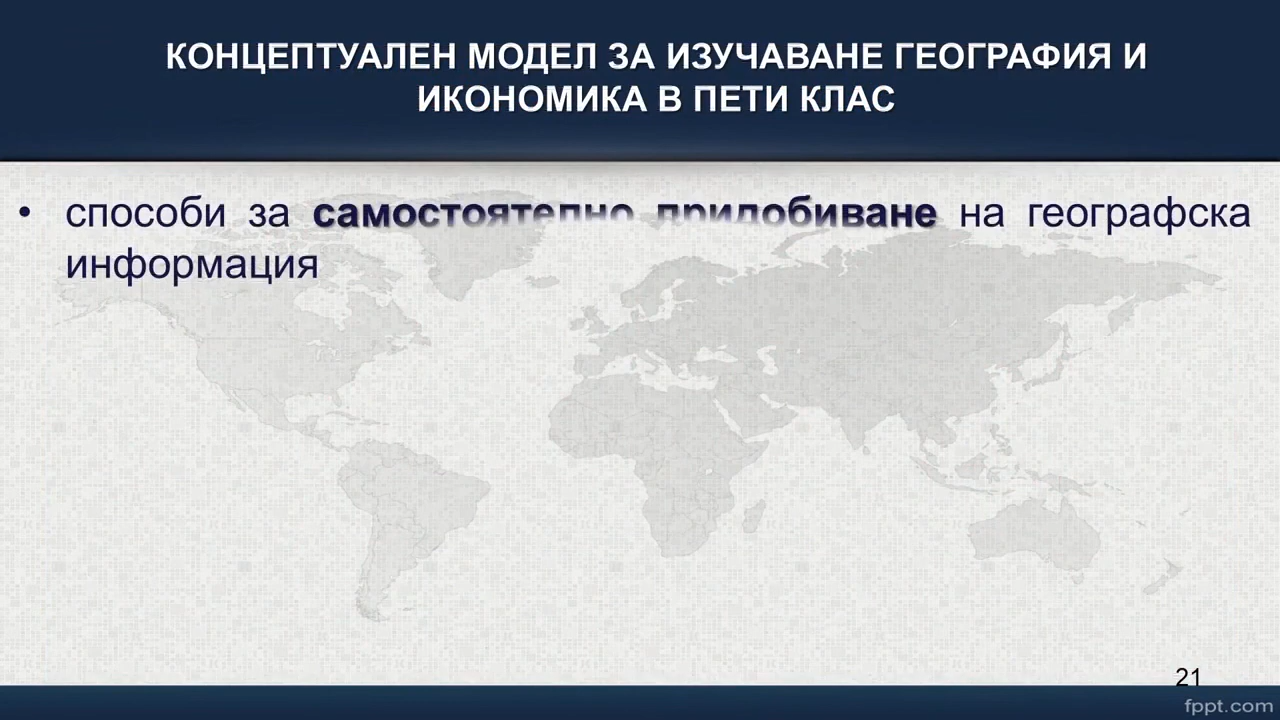 КОНЦЕПТУАЛЕН МОДЕЛ ЗА ИЗУЧАВАНЕ ГЕОГРАФИЯ И
ИКОНОМИКА В ПЕТИ КЛАС
• способи за самостоятелно придобиване на географска
информация
21
fppt.com